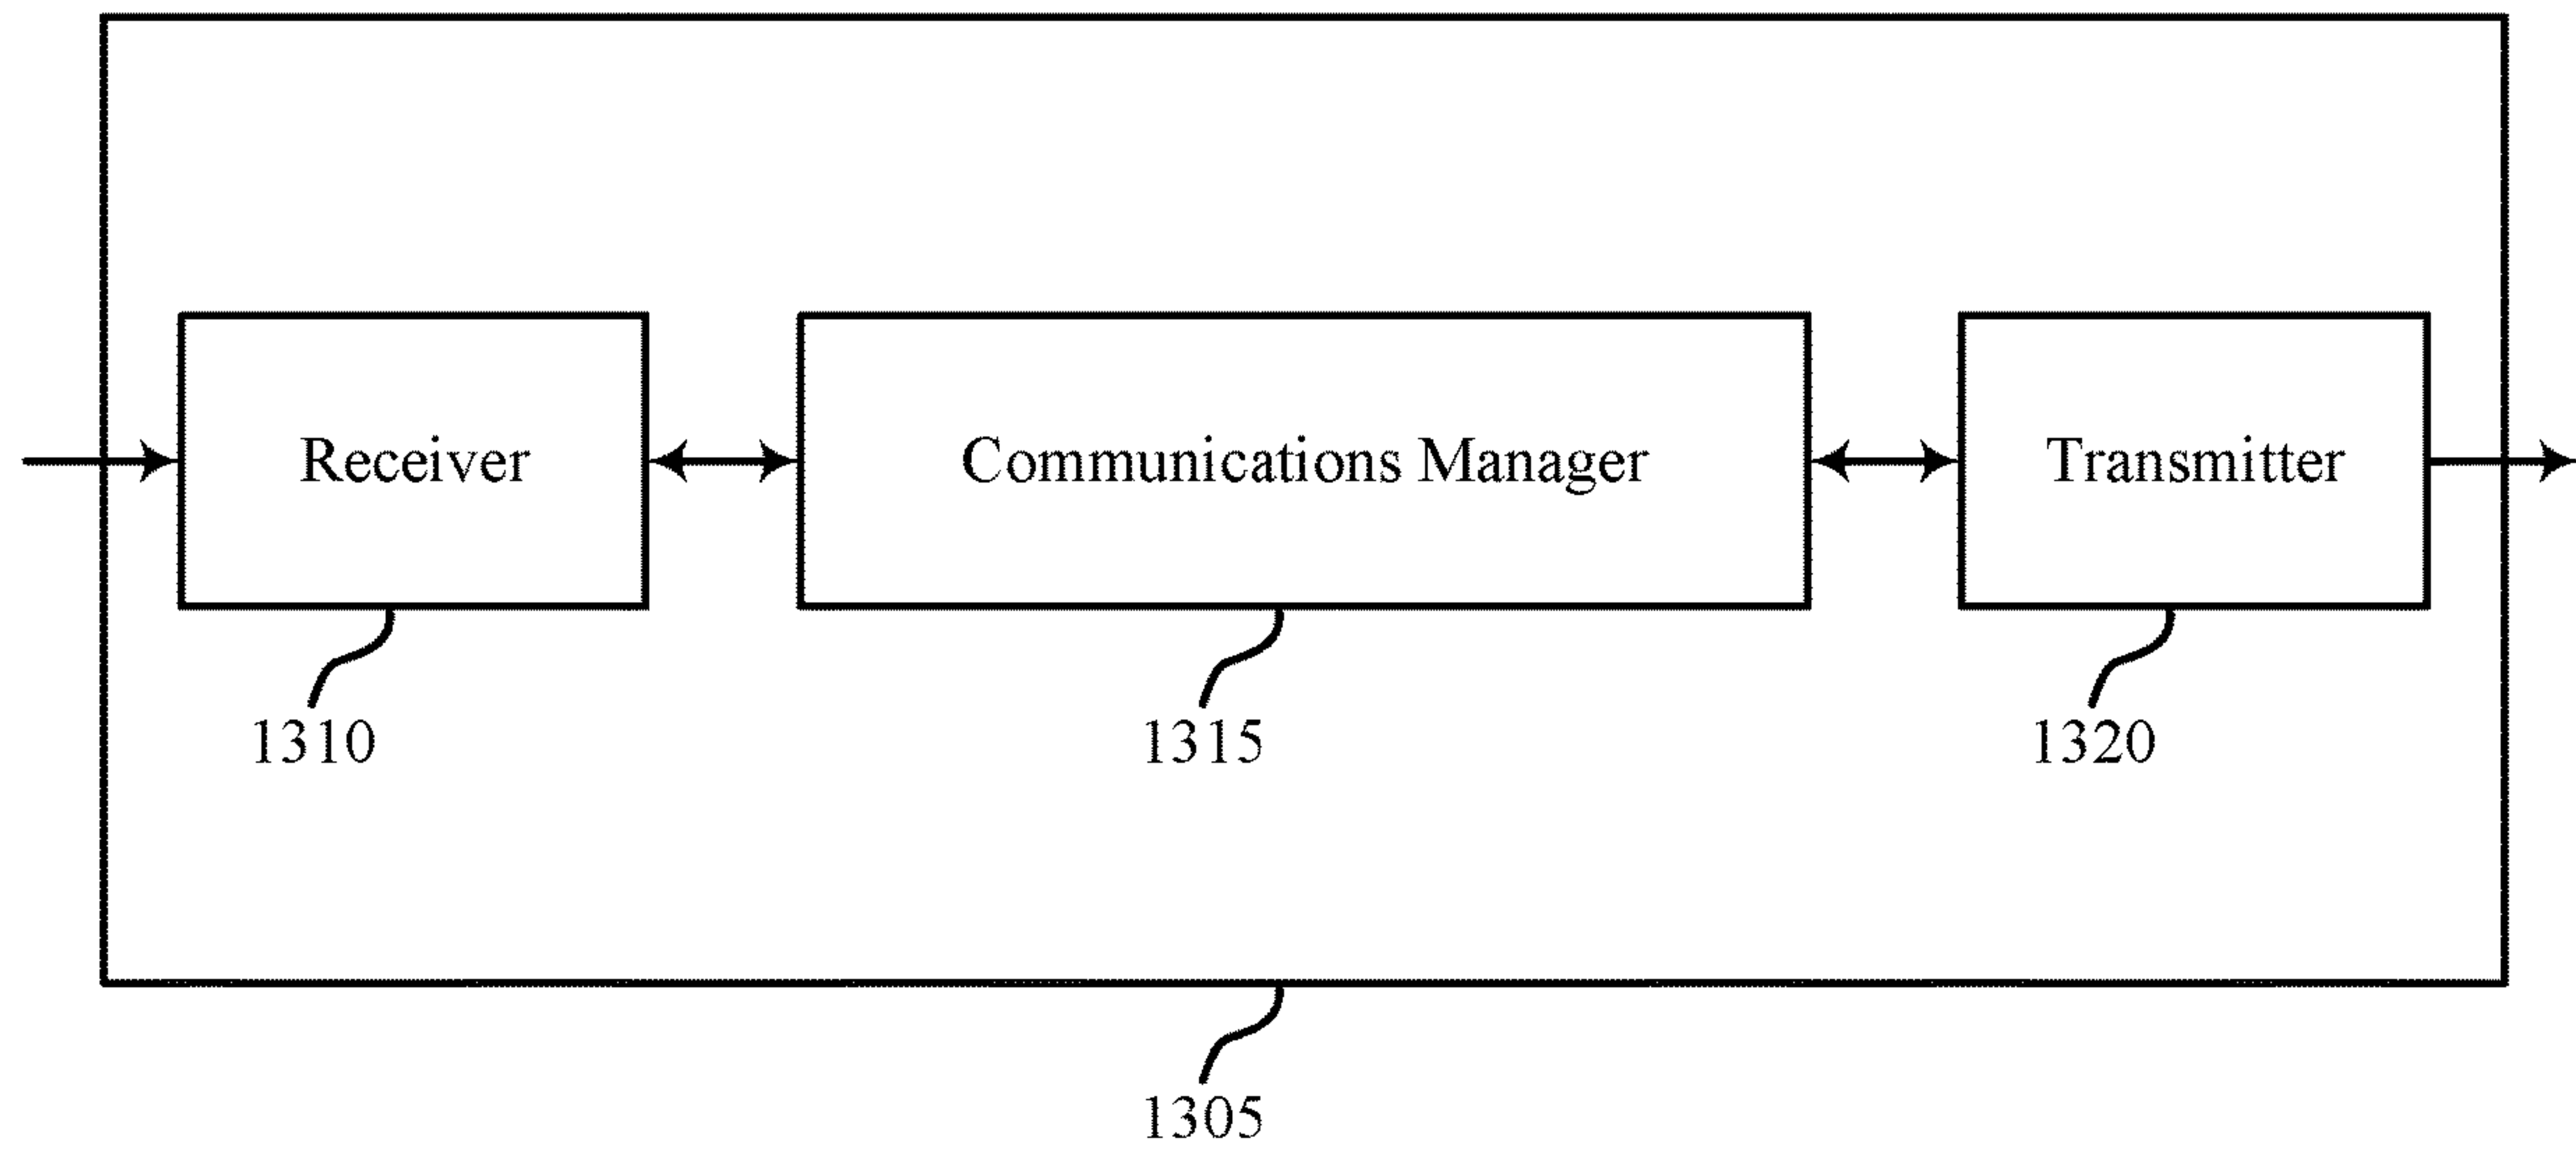 Receiver
Communications Manager
Transmitter
1310
1315
1320
1305